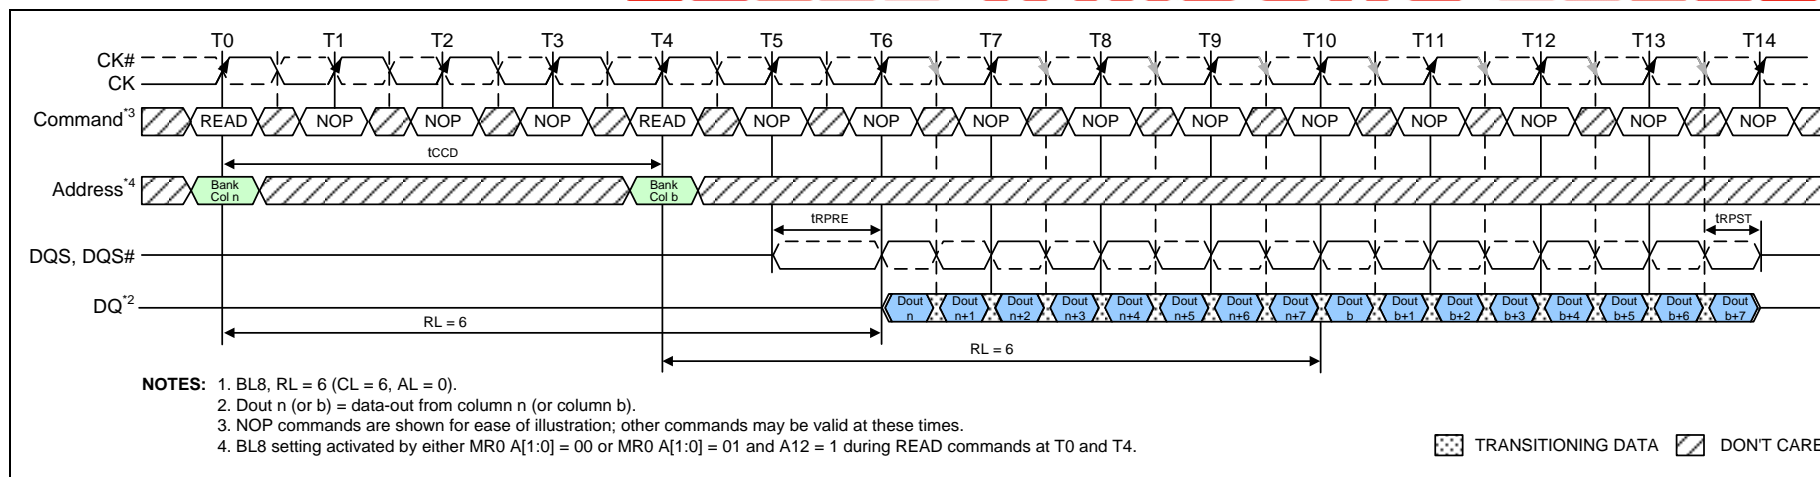 T0 T1 T2 T3 T4 T5 T6 T7 T8 T9 T10 T11 T12 T13 T14
CK#
CK
Command*3 READ NOP NOP NOP READ NOP NOP NOP NOP NOP NOP NOP NOP NOP NOP
tCCD
Address*4 Bank Col n Bank Col b
tRPRE tRPST
DQS, DQS#
DQ*2 Dout n Dout n+1 Dout n+2 Dout n+3 Dout n+4 Dout n+5 Dout n+6 Dout n+7 Dout b Dout b+1 Dout b+2 Dout b+3 Dout b+4 Dout b+5 Dout b+6 Dout b+7
RL = 6
RL = 6
NOTES: 1. BL8, RL = 6 (CL = 6, AL = 0).
2. Dout n (or b) = data-out from column n (or column b).
3. NOP commands are shown for ease of illustration; other commands may be valid at these times.
4. BL8 setting activated by either MR0 A[1:0] = 00 or MR0 A[1:0] = 01 and A12 = 1 during READ commands at T0 and T4.
TRANSITIONING DATA DON'T CARE